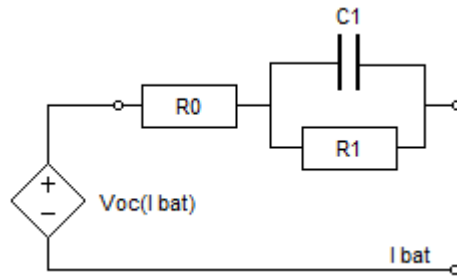 C1
R0
R1
+
−
Voc(I bat)
I bat